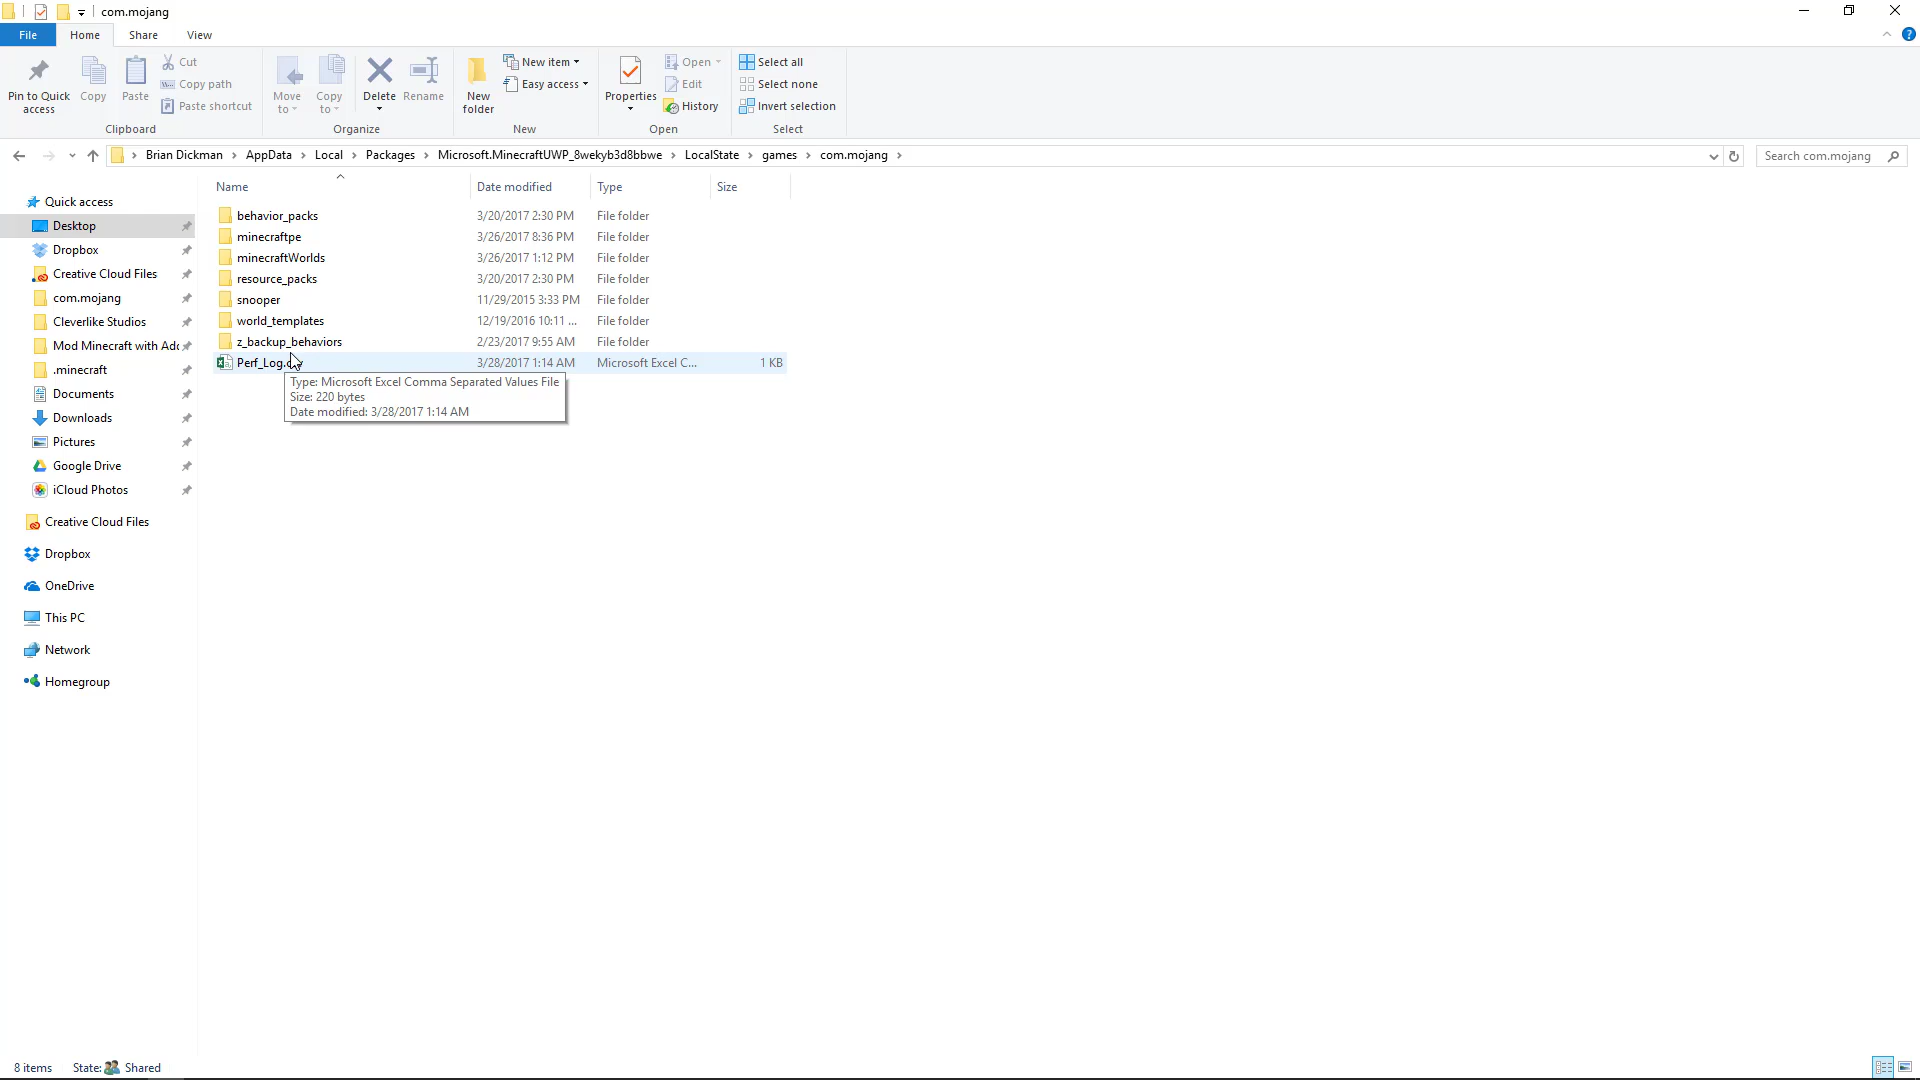 com.mojang
File Home Share View
Pin to Quick access
Copy
Paste
Cut
Copy path
Paste shortcut
Clipboard
Move to
Copy to
Delete
Rename
Organize
New folder
New item
Easy access
New
Properties
Open
Edit
History
Open
Select all
Select none
Invert selection
Select
Brian Dickman AppData Local Packages Microsoft.MinecraftUWP_8wekyb3d8bbwe LocalState games com.mojang
Search com.mojang
Name Date modified Type Size
Quick access
Desktop
Dropbox
Creative Cloud Files
com.mojang
Cleverlike Studios
Mod Minecraft with Adc
.minecraft
Documents
Downloads
Pictures
Google Drive
iCloud Photos
Creative Cloud Files
Dropbox
OneDrive
This PC
Network
Homegroup
behavior_packs 3/20/2017 2:30 PM File folder
minecraftpe 3/26/2017 8:36 PM File folder
minecraftWorlds 3/26/2017 1:12 PM File folder
resource_packs 3/20/2017 2:30 PM File folder
snooper 11/29/2015 3:33 PM File folder
world_templates 12/19/2016 10:11 ... File folder
z_backup_behaviors 2/23/2017 9:55 AM File folder
Perf_Log. 3/28/2017 1:14 AM Microsoft Excel C... 1 KB
Type: Microsoft Excel Comma Separated Values File
Size: 220 bytes
Date modified: 3/28/2017 1:14 AM
8 items State: Shared